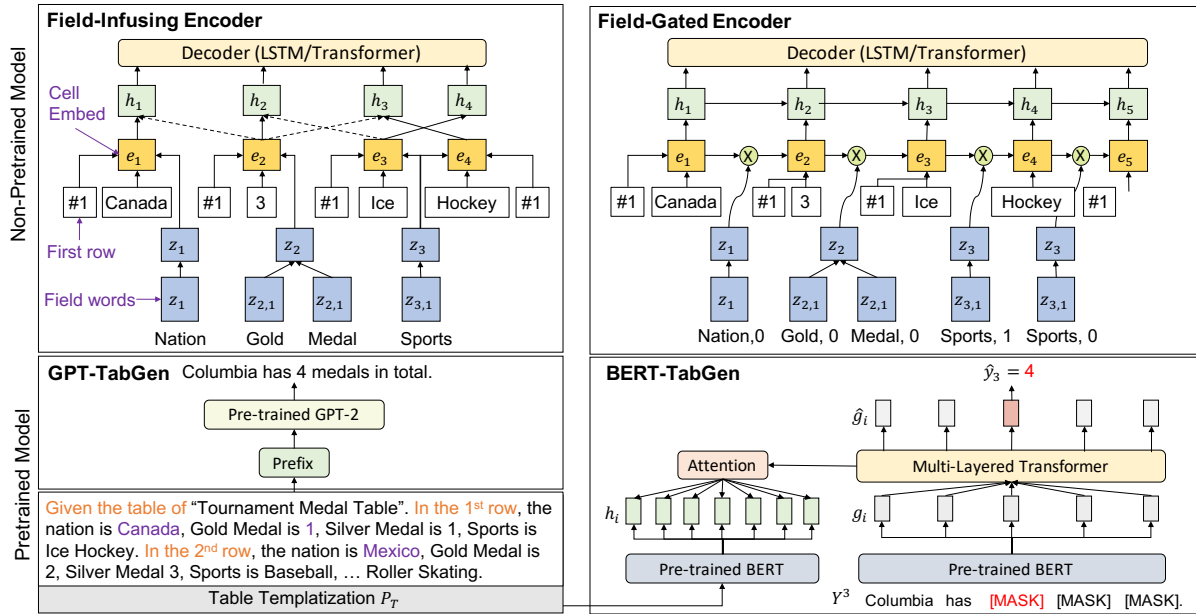 Non-Pretrained Model
Field-Infusing Encoder
Decoder (LSTM/Transformer)
h₁ h₂ h₃ h₄
Cell
Embed
e₁ e₂ e₃ e₄
#1 Canada #1 3 #1 Ice Hockey #1
First row
z₁ z₂ z₃
Field words
z₁ z₂,₁ z₂,₁ z₃,₁
Nation Gold Medal Sports
Field-Gated Encoder
Decoder (LSTM/Transformer)
h₁ h₂ h₃ h₄ h₅
e₁ X e₂ X e₃ X e₄ X e₅
#1 Canada #1 3 #1 Ice Hockey #1
z₁ z₂ z₃ z₃
z₁ z₂,₁ z₂,₁ z₃,₁ z₃,₁
Nation,0 Gold, 0 Medal, 0 Sports, 1 Sports, 0
Pretrained Model
GPT-TabGen
Columbia has 4 medals in total.
Pre-trained GPT-2
Prefix
Given the table of “Tournament Medal Table”. In the 1st row, the
nation is Canada, Gold Medal is 1, Silver Medal is 1, Sports is
Ice Hockey. In the 2nd row, the nation is Mexico, Gold Medal is
2, Silver Medal 3, Sports is Baseball, … Roller Skating.
Table Templatization P_T
BERT-TabGen
ŷ₃ = 4
ĝᵢ
Attention
Multi-Layered Transformer
hᵢ
gᵢ
Pre-trained BERT
Pre-trained BERT
Y³ Columbia has [MASK] [MASK] [MASK].